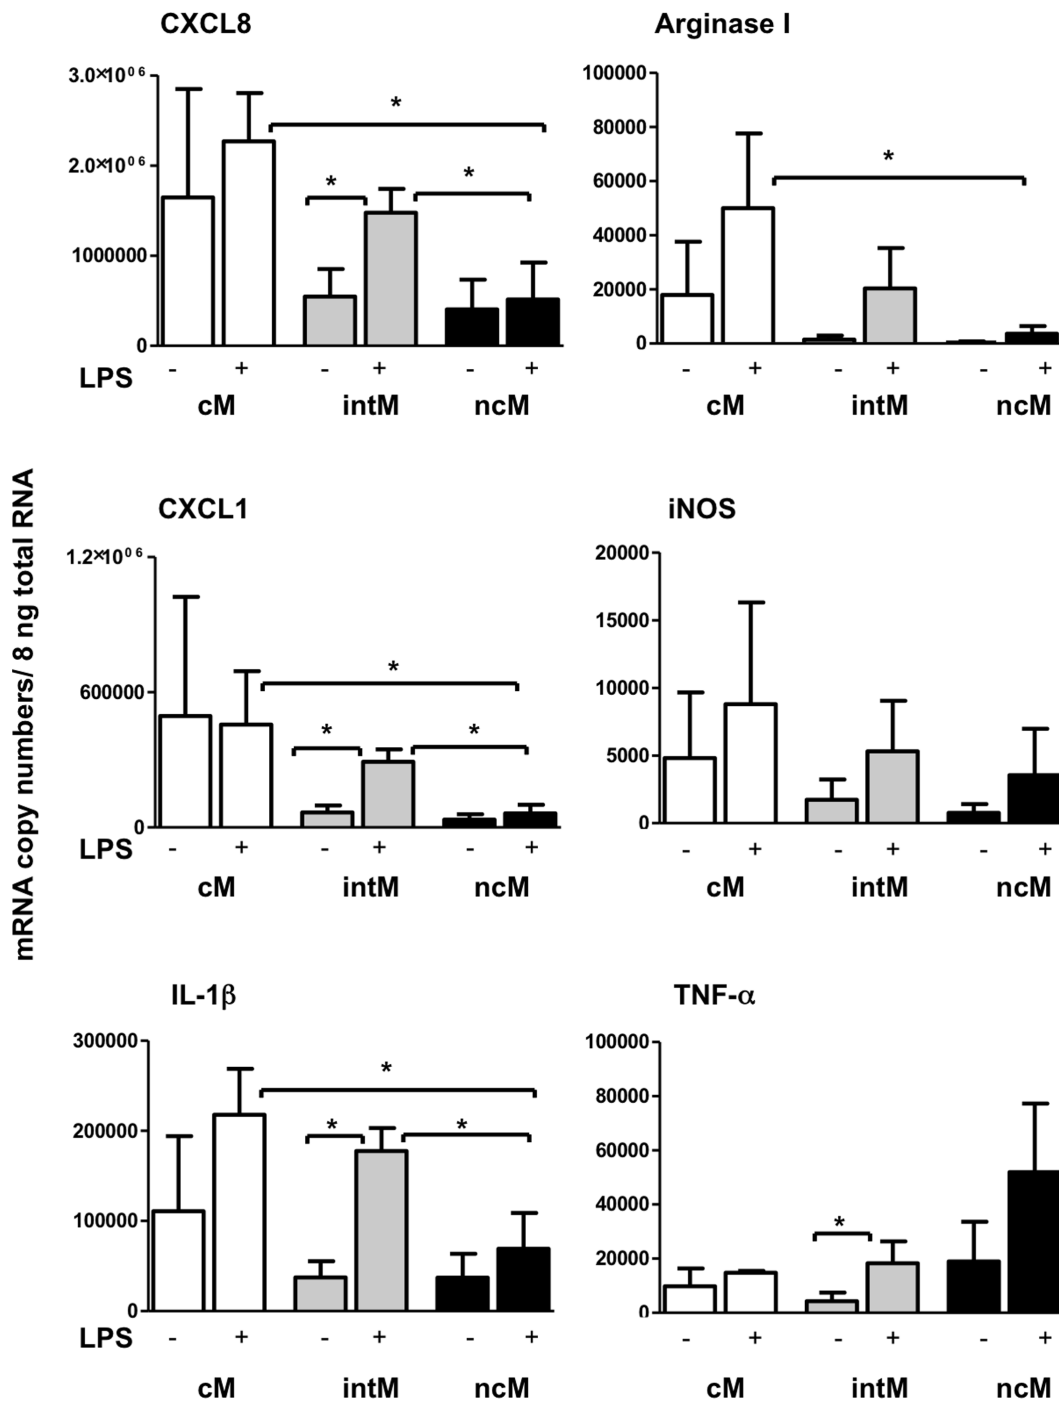 CXCL8
3.0×10⁰⁶
2.0×10⁰⁶
1000000
0
* * *
LPS - + - + - +
cM intM ncM
Arginase I
100000
80000
60000
40000
20000
0
*
- + - + - +
cM intM ncM
mRNA copy numbers/ 8 ng total RNA
CXCL1
1.2×10⁰⁶
600000
0
* * *
LPS - + - + - +
cM intM ncM
iNOS
20000
15000
10000
5000
0
- + - + - +
cM intM ncM
IL-1β
300000
200000
100000
0
* * *
LPS - + - + - +
cM intM ncM
TNF-α
100000
80000
60000
40000
20000
0
*
- + - + - +
cM intM ncM